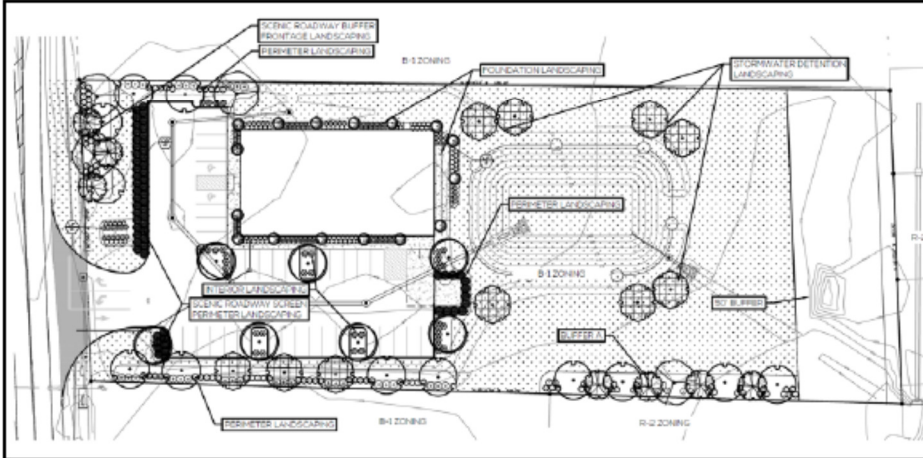 SCENIC ROADWAY BUFFER
FRONTAGE LANDSCAPING
PERIMETER LANDSCAPING
B-1 ZONING
FOUNDATION LANDSCAPING
STORMWATER DETENTION
LANDSCAPING
PERIMETER LANDSCAPING
B-1 ZONING
INTERIOR LANDSCAPING
SCENIC ROADWAY SCREEN
PERIMETER LANDSCAPING
50' BUFFER
BUFFER A
PERIMETER LANDSCAPING
B-1 ZONING
R-2 ZONING